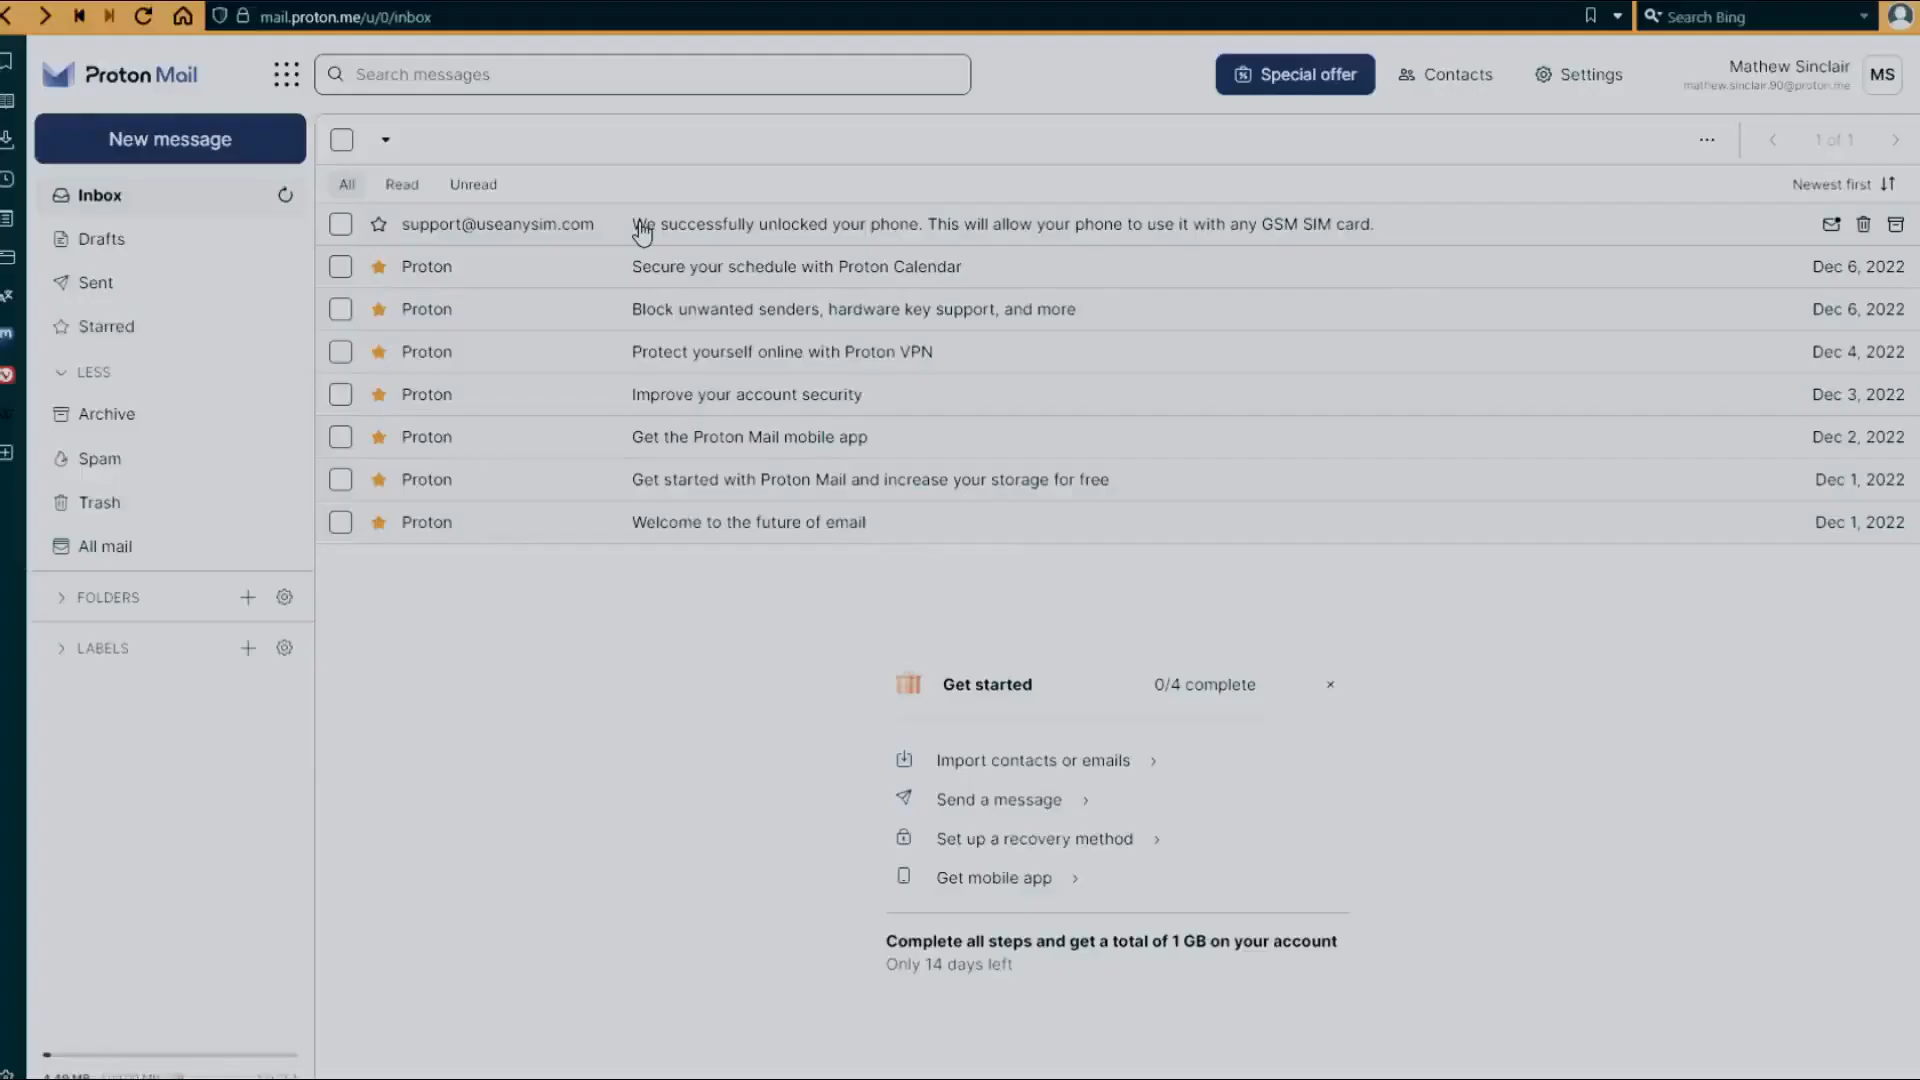 mail.proton.me/u/0/inbox
Search Bing
Proton Mail
Search messages
Special offer
Contacts
Settings
Mathew Sinclair
mathew.sinclair.90@proton.me
MS
New message
1 of 1
Inbox
All Read Unread
Newest first
support@useanysim.com We successfully unlocked your phone. This will allow your phone to use it with any GSM SIM card.
Drafts
Proton Secure your schedule with Proton Calendar Dec 6, 2022
Sent
Proton Block unwanted senders, hardware key support, and more Dec 6, 2022
Starred
Proton Protect yourself online with Proton VPN Dec 4, 2022
LESS
Proton Improve your account security Dec 3, 2022
Archive
Proton Get the Proton Mail mobile app Dec 2, 2022
Spam
Proton Get started with Proton Mail and increase your storage for free Dec 1, 2022
Trash
Proton Welcome to the future of email Dec 1, 2022
All mail
FOLDERS
LABELS
Get started 0/4 complete
Import contacts or emails
Send a message
Set up a recovery method
Get mobile app
Complete all steps and get a total of 1 GB on your account
Only 14 days left